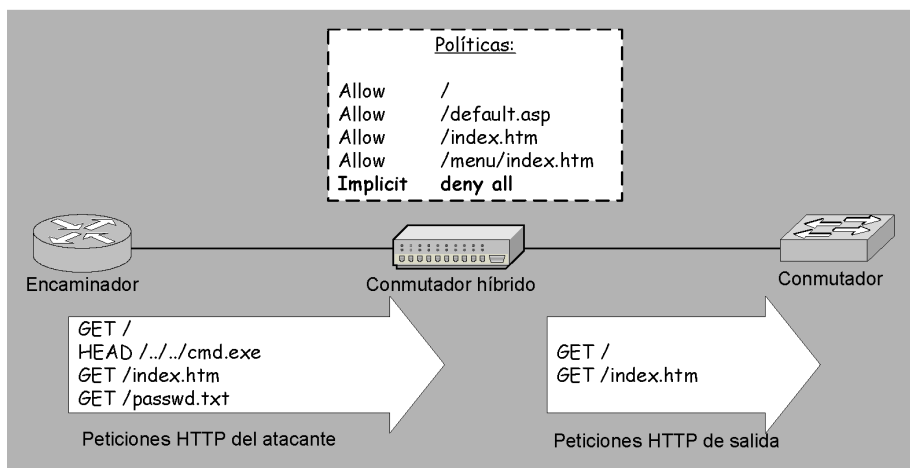 Políticas:
Allow /
Allow /default.asp
Allow /index.htm
Allow /menu/index.htm
Implicit deny all
Encaminador
Conmutador híbrido
Conmutador
GET /
HEAD /../../cmd.exe
GET /index.htm
GET /passwd.txt
GET /
GET /index.htm
Peticiones HTTP del atacante
Peticiones HTTP de salida